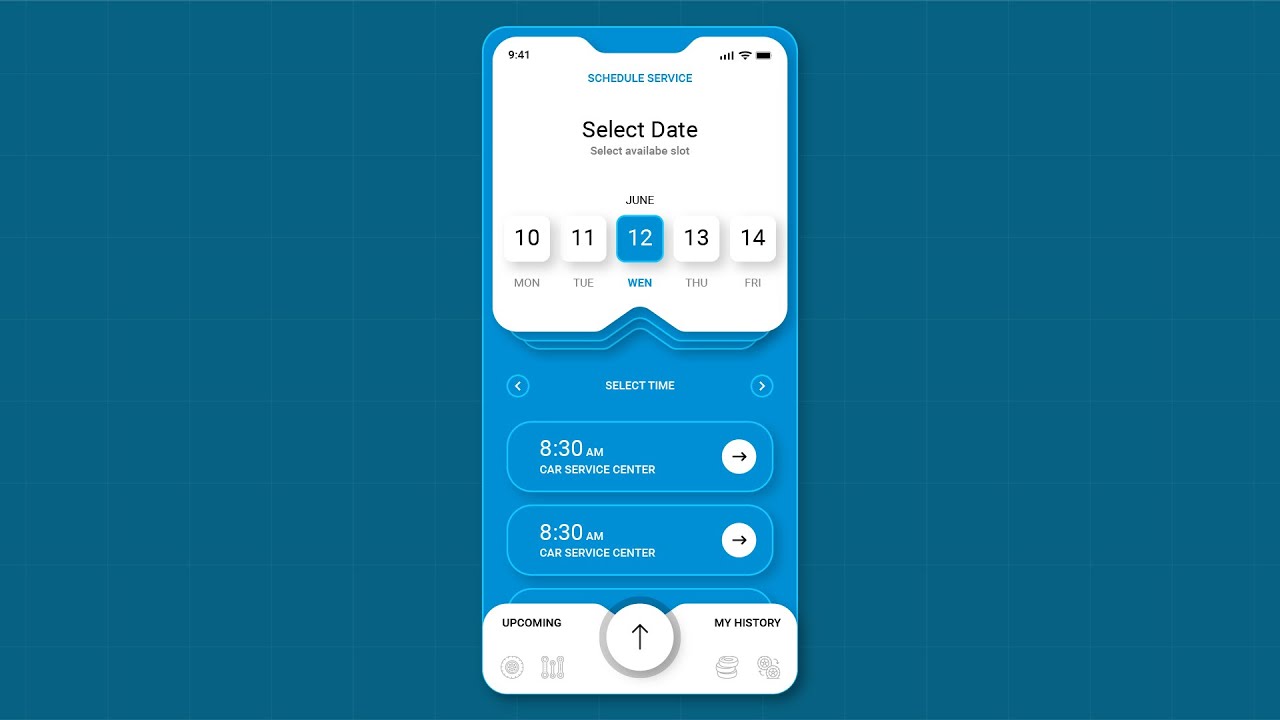 9:41
SCHEDULE SERVICE
Select Date
Select availabe slot
JUNE
10 11 12 13 14
MON TUE WEN THU FRI
SELECT TIME
8:30 AM
CAR SERVICE CENTER
8:30 AM
CAR SERVICE CENTER
UPCOMING MY HISTORY